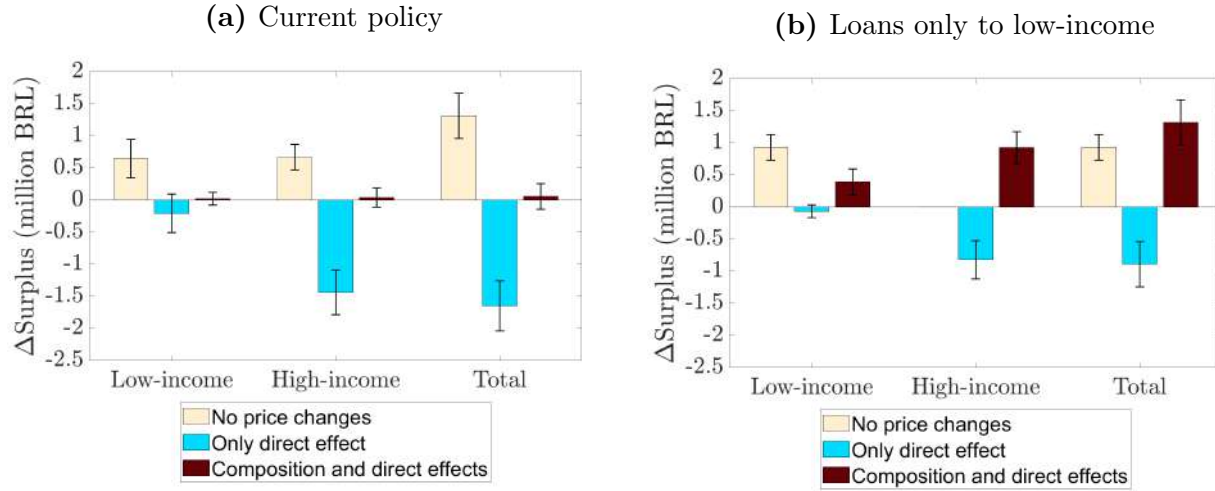 (a) Current policy
ΔSurplus (million BRL)
2
1.5
1
0.5
0
-0.5
-1
-1.5
-2
-2.5
Low-income High-income Total
No price changes
Only direct effect
Composition and direct effects
(b) Loans only to low-income
ΔSurplus (million BRL)
2
1.5
1
0.5
0
-0.5
-1
-1.5
-2
-2.5
Low-income High-income Total
No price changes
Only direct effect
Composition and direct effects